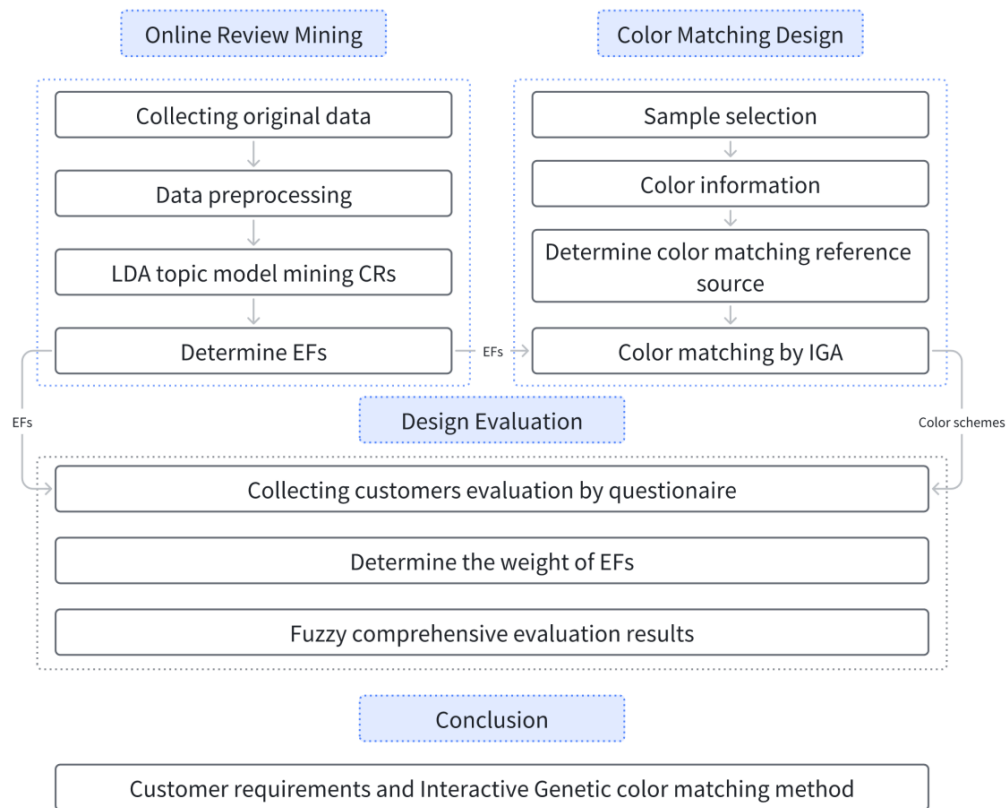 Online Review Mining
Collecting original data
Data preprocessing
LDA topic model mining CRs
Determine EFs
EFs
Color Matching Design
Sample selection
Color information
Determine color matching reference
source
Color matching by IGA
EFs
Color schemes
Design Evaluation
Collecting customers evaluation by questionaire
Determine the weight of EFs
Fuzzy comprehensive evaluation results
Conclusion
Customer requirements and Interactive Genetic color matching method